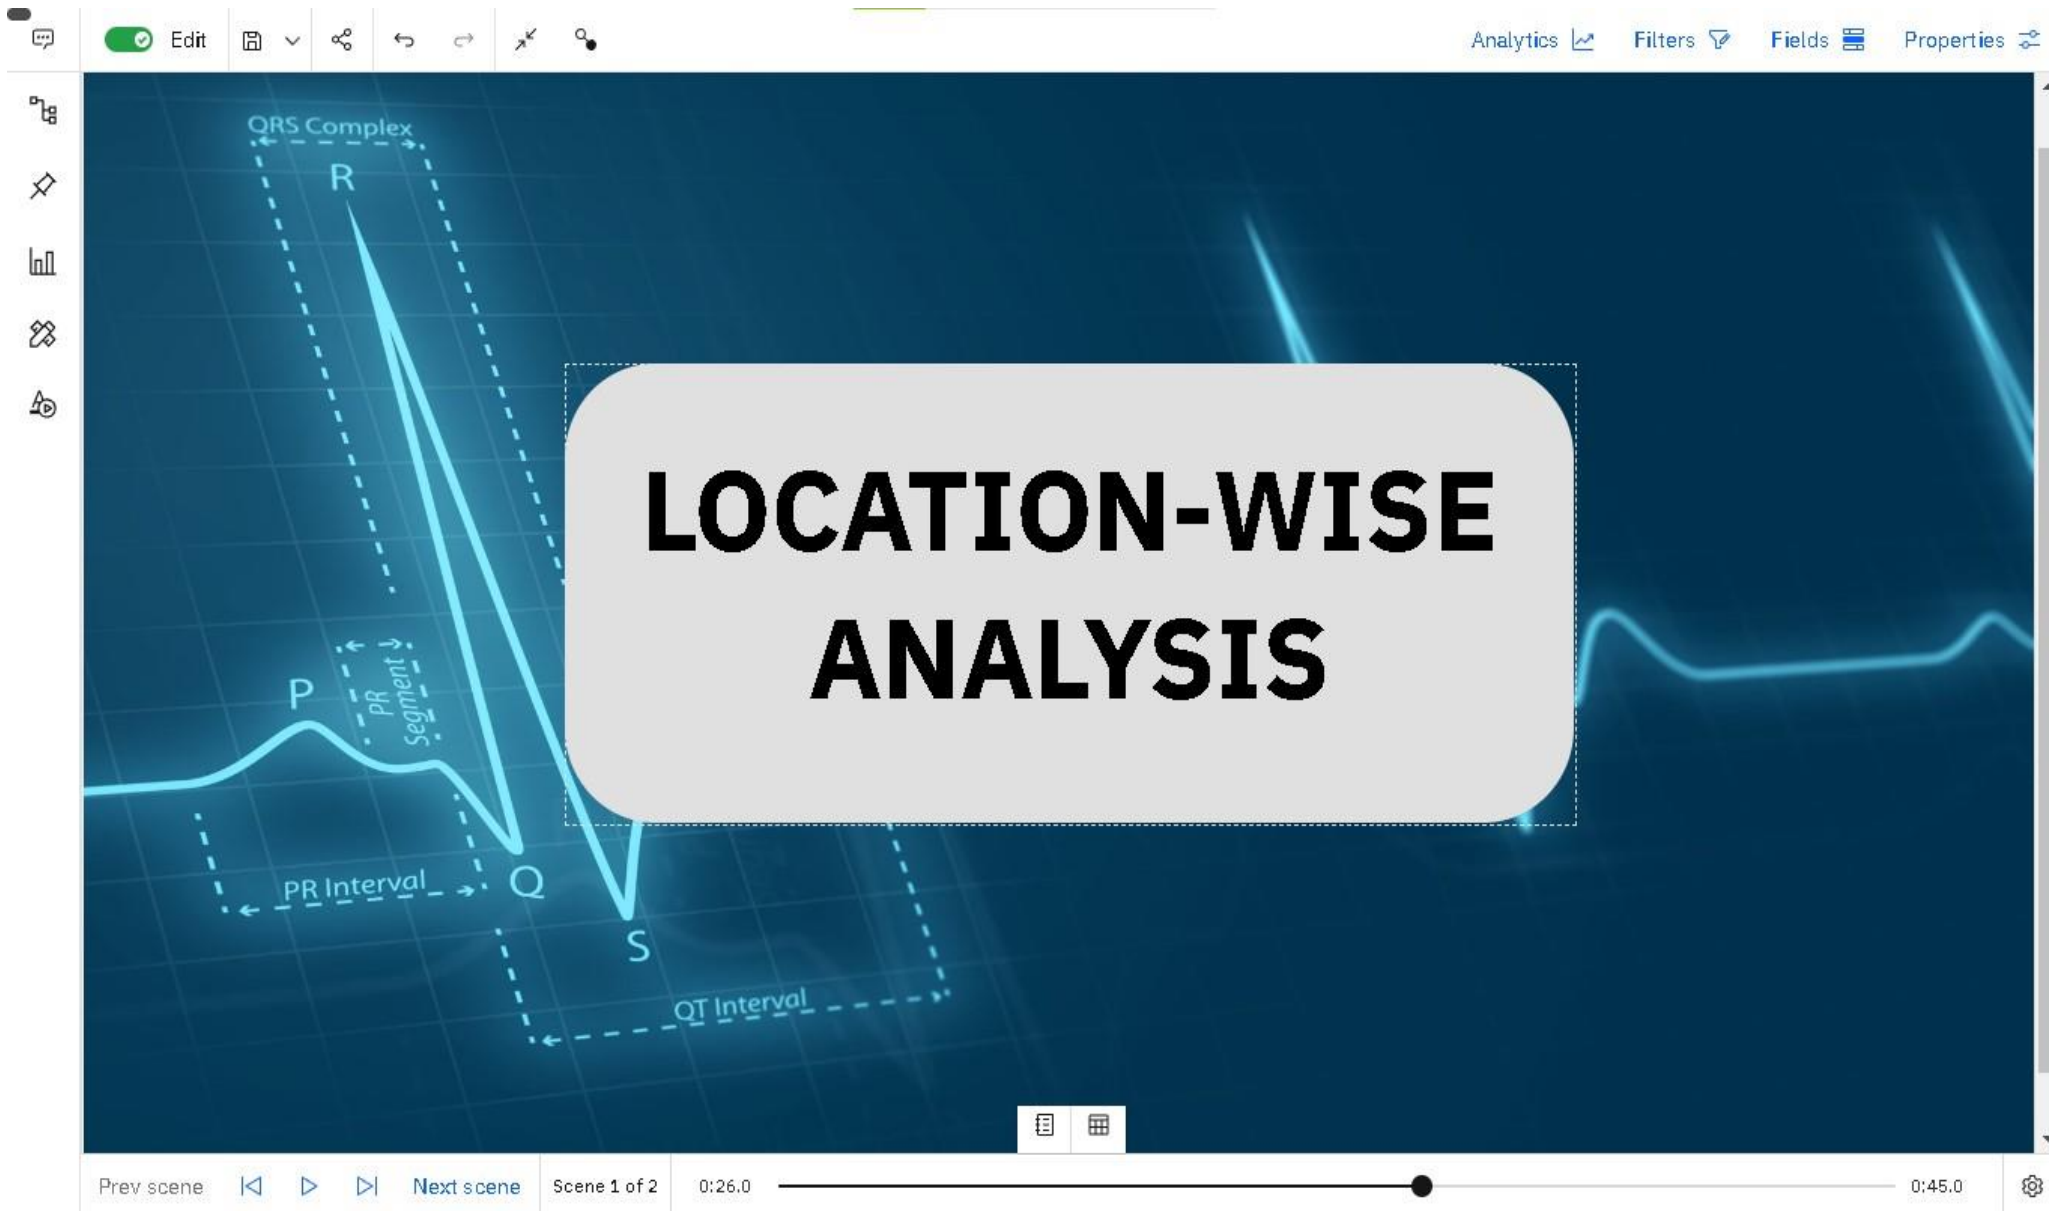 Edit
Analytics
Filters
Fields
Properties
QRS Complex
R
LOCATION-WISE
ANALYSIS
P
PR
Segment
PR Interval
Q
S
QT Interval
Prev scene
Next scene
Scene 1 of 2
0:26.0
0:45.0